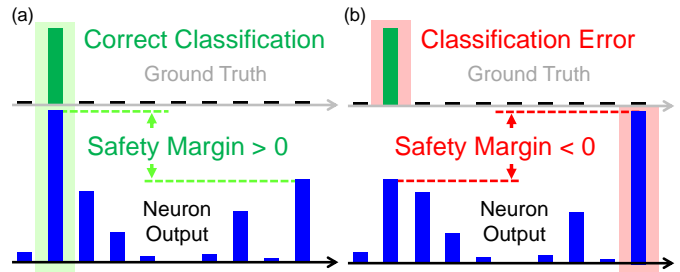 (a)
Correct Classification
Ground Truth
Safety Margin > 0
Neuron
Output
(b)
Classification Error
Ground Truth
Safety Margin < 0
Neuron
Output